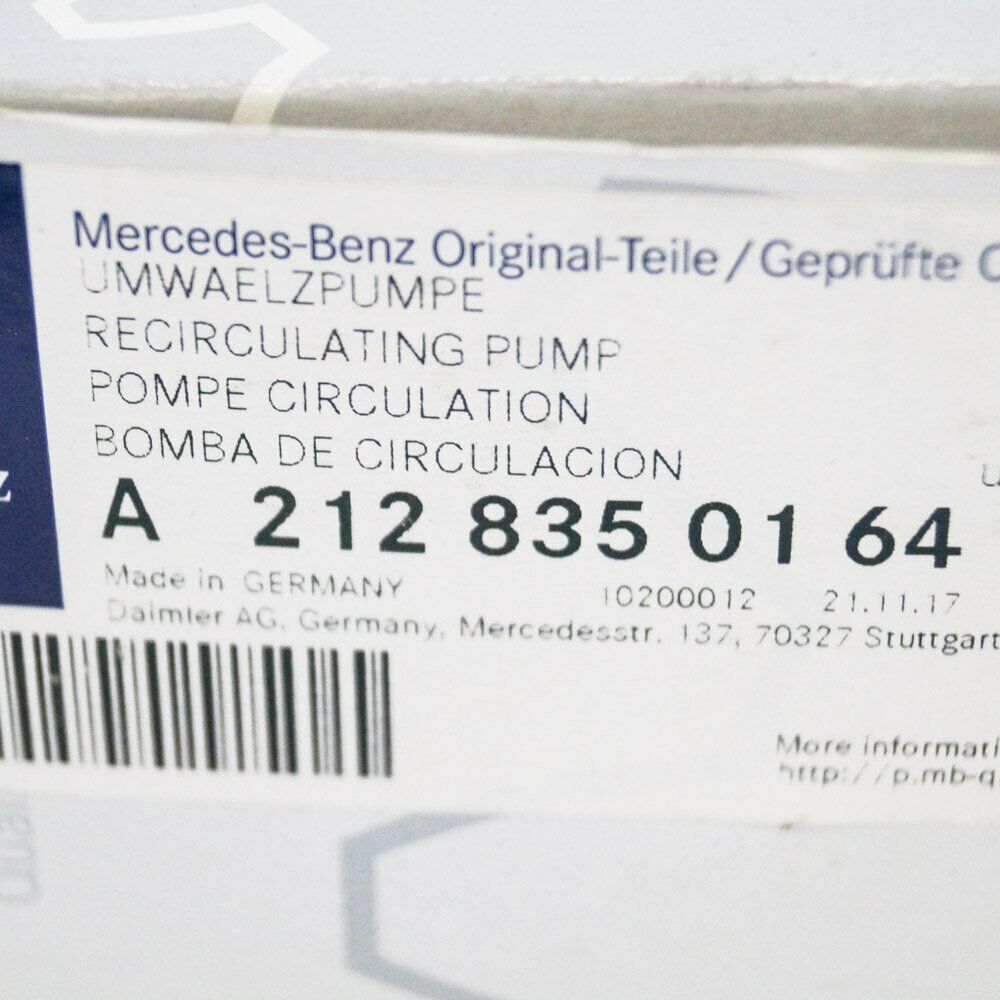 Mercedes-Benz Original-Teile / Geprüfte
UMWAELZPUMPE
RECIRCULATING PUMP
POMPE CIRCULATION
BOMBA DE CIRCULACION
A 212 835 01 64
Made in GERMANY 10200012 21.11.17
Daimler AG, Germany, Mercedesstr. 137, 70327 Stuttgart
More informati
http://p.mb-q